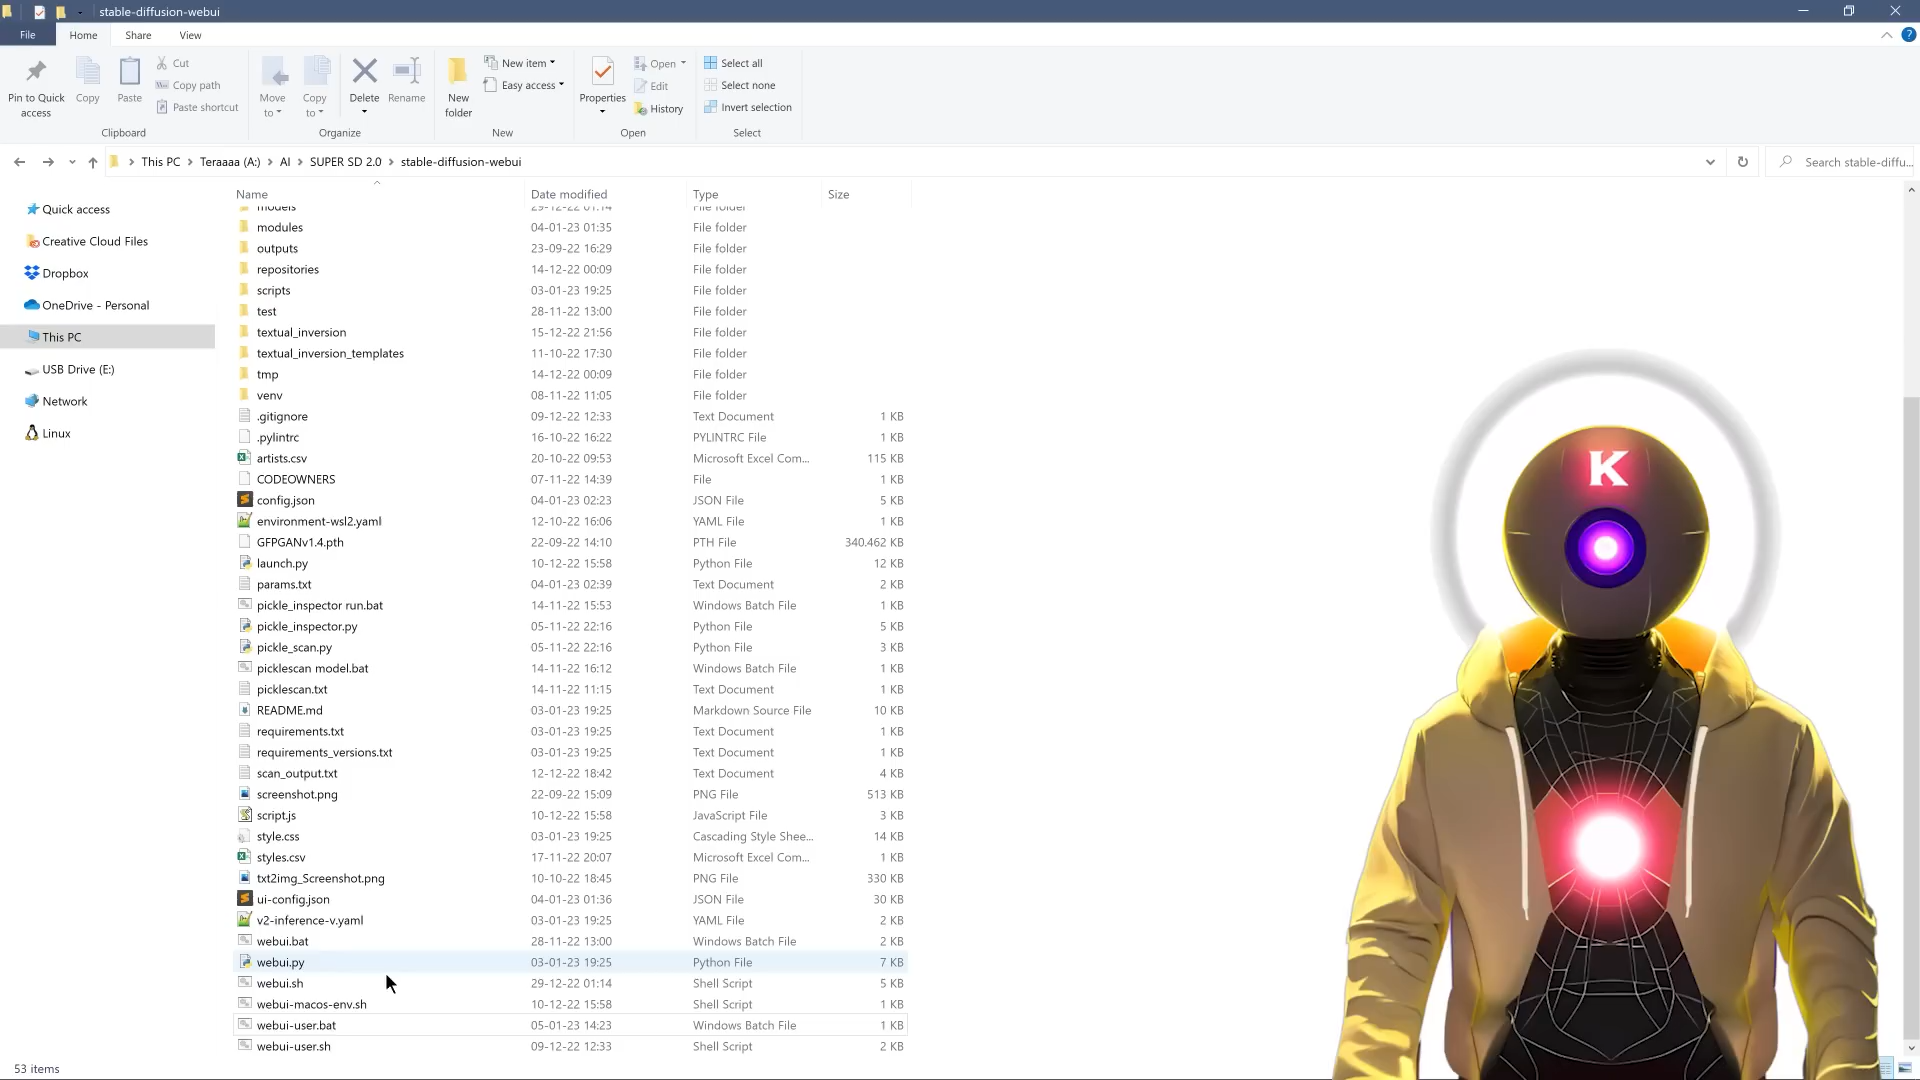 stable-diffusion-webui
File Home Share View
Pin to Quick access
Copy
Paste
Cut
Copy path
Paste shortcut
Clipboard
Move to
Copy to
Delete
Rename
Organize
New folder
New item
Easy access
New
Properties
Open
Edit
History
Open
Select all
Select none
Invert selection
Select
This PC > Teraaaa (A:) > AI > SUPER SD 2.0 > stable-diffusion-webui
Search stable-diffu...
Quick access
Creative Cloud Files
Dropbox
OneDrive - Personal
This PC
USB Drive (E:)
Network
Linux
Name Date modified Type Size
models 29-12-22 01:14 File folder
modules 04-01-23 01:35 File folder
outputs 23-09-22 16:29 File folder
repositories 14-12-22 00:09 File folder
scripts 03-01-23 19:25 File folder
test 28-11-22 13:00 File folder
textual_inversion 15-12-22 21:56 File folder
textual_inversion_templates 11-10-22 17:30 File folder
tmp 14-12-22 00:09 File folder
venv 08-11-22 11:05 File folder
.gitignore 09-12-22 12:33 Text Document 1 KB
.pylintrc 16-10-22 16:22 PYLINTRC File 1 KB
artists.csv 20-10-22 09:53 Microsoft Excel Com... 115 KB
CODEOWNERS 07-11-22 14:39 File 1 KB
config.json 04-01-23 02:23 JSON File 5 KB
environment-wsl2.yaml 12-10-22 16:06 YAML File 1 KB
GFPGANv1.4.pth 22-09-22 14:10 PTH File 340.462 KB
launch.py 10-12-22 15:58 Python File 12 KB
params.txt 04-01-23 02:39 Text Document 2 KB
pickle_inspector run.bat 14-11-22 15:53 Windows Batch File 1 KB
pickle_inspector.py 05-11-22 22:16 Python File 5 KB
pickle_scan.py 05-11-22 22:16 Python File 3 KB
picklescan model.bat 14-11-22 16:12 Windows Batch File 1 KB
picklescan.txt 14-11-22 11:15 Text Document 1 KB
README.md 03-01-23 19:25 Markdown Source File 10 KB
requirements.txt 03-01-23 19:25 Text Document 1 KB
requirements_versions.txt 03-01-23 19:25 Text Document 1 KB
scan_output.txt 12-12-22 18:42 Text Document 4 KB
screenshot.png 22-09-22 15:09 PNG File 513 KB
script.js 10-12-22 15:58 JavaScript File 3 KB
style.css 03-01-23 19:25 Cascading Style Shee... 14 KB
styles.csv 17-11-22 20:07 Microsoft Excel Com... 1 KB
txt2img_Screenshot.png 10-10-22 18:45 PNG File 330 KB
ui-config.json 04-01-23 01:36 JSON File 30 KB
v2-inference-v.yaml 03-01-23 19:25 YAML File 2 KB
webui.bat 28-11-22 13:00 Windows Batch File 2 KB
webui.py 03-01-23 19:25 Python File 7 KB
webui.sh 29-12-22 01:14 Shell Script 5 KB
webui-macos-env.sh 10-12-22 15:58 Shell Script 1 KB
webui-user.bat 05-01-23 14:23 Windows Batch File 1 KB
webui-user.sh 09-12-22 12:33 Shell Script 2 KB
K
53 items